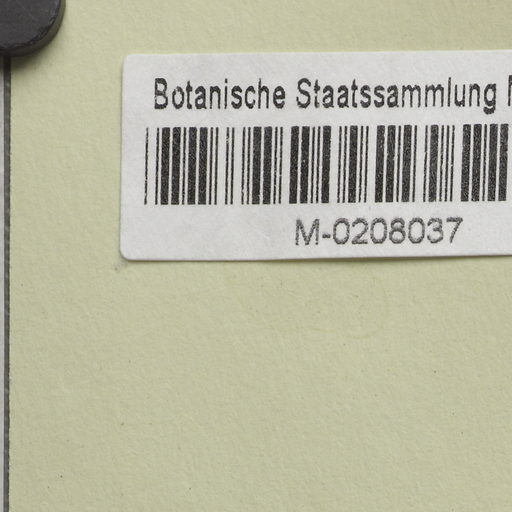 Botanische Staatssammlung
M-0208037